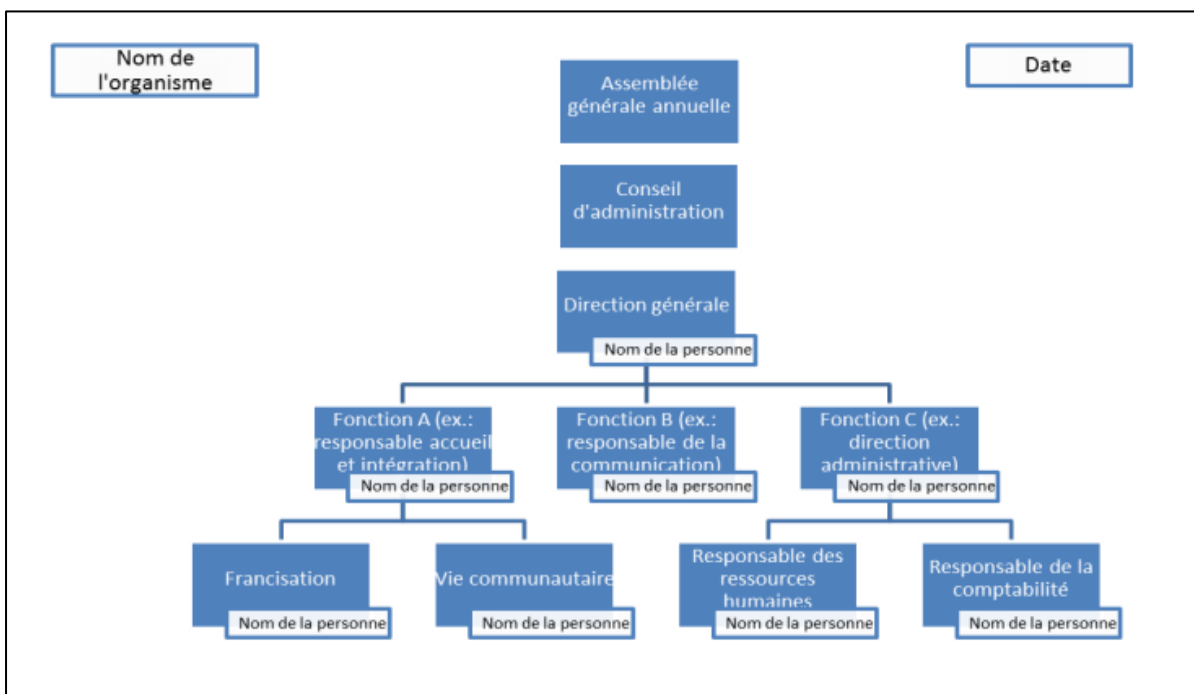 Nom de
l'organisme
Date
Assemblée
générale annuelle
Conseil
d'administration
Direction générale
Nom de la personne
Fonction A (ex.:
responsable accueil
et intégration)
Nom de la personne
Fonction B (ex.:
responsable de la
communication)
Nom de la personne
Fonction C (ex.:
direction
administrative)
Nom de la personne
Francisation
Nom de la personne
Vie communautaire
Nom de la personne
Responsable des
ressources
humaines
Nom de la personne
Responsable de la
comptabilité
Nom de la personne